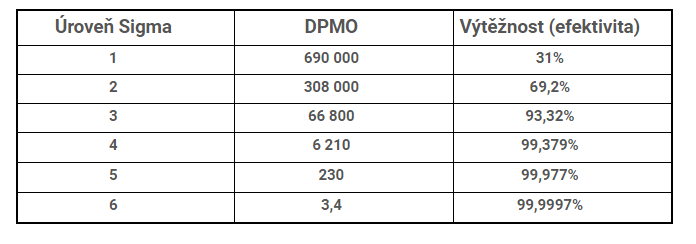 Úroveň Sigma DPMO Výtěžnost (efektivita)
1 690 000 31%
2 308 000 69,2%
3 66 800 93,32%
4 6 210 99,379%
5 230 99,977%
6 3,4 99,9997%